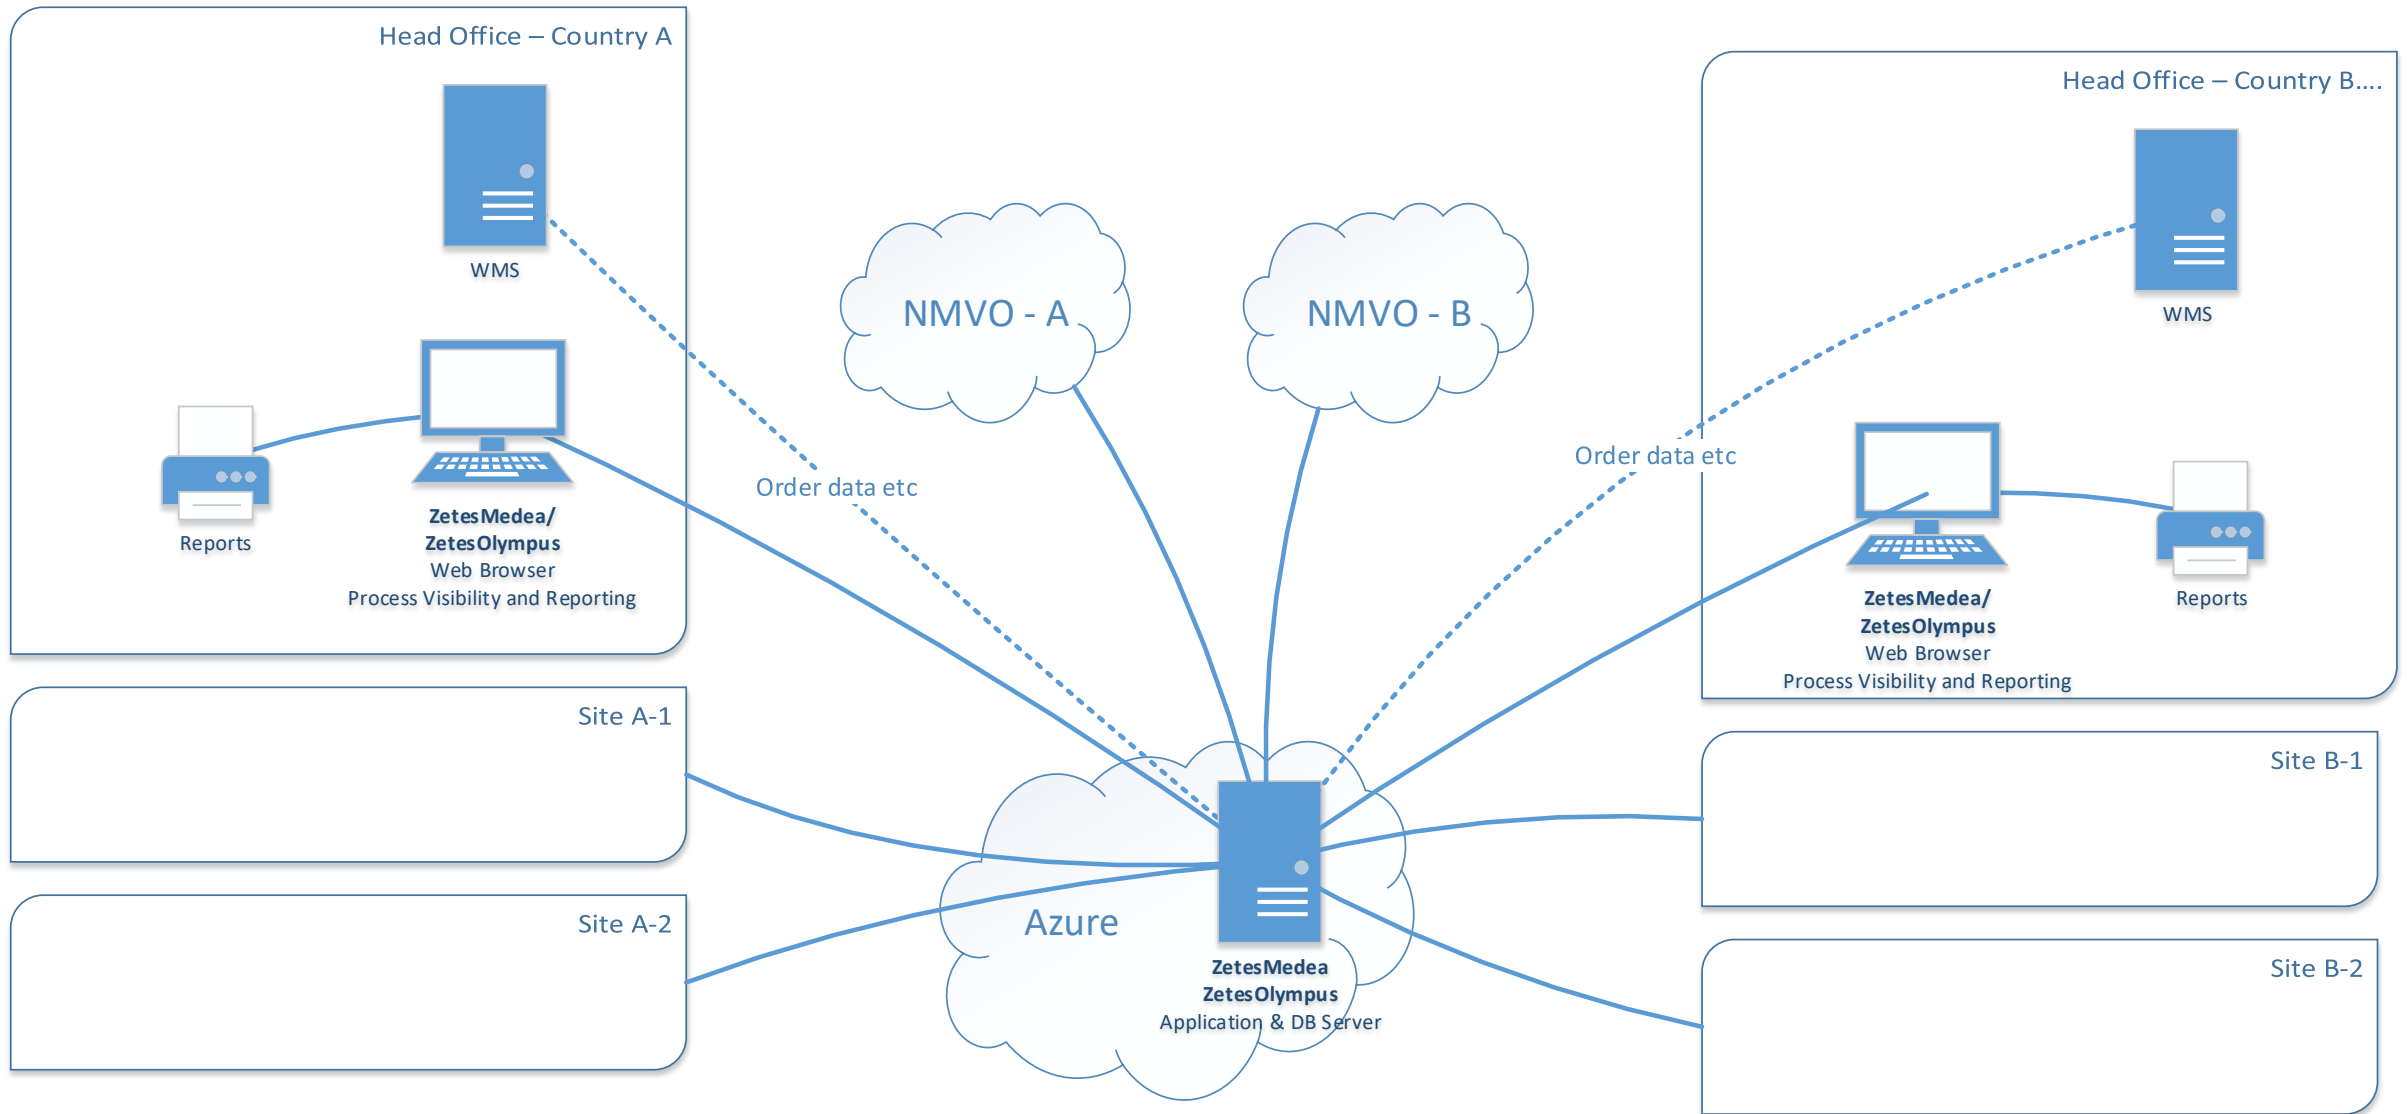 Head Office – Country A
WMS
Reports
ZetesMedea/
ZetesOlympus
Web Browser
Process Visibility and Reporting
Order data etc
NMVO - A
NMVO - B
Order data etc
Head Office – Country B....
WMS
ZetesMedea/
ZetesOlympus
Web Browser
Process Visibility and Reporting
Reports
Site A-1
Site A-2
Azure
ZetesMedea
ZetesOlympus
Application & DB Server
Site B-1
Site B-2